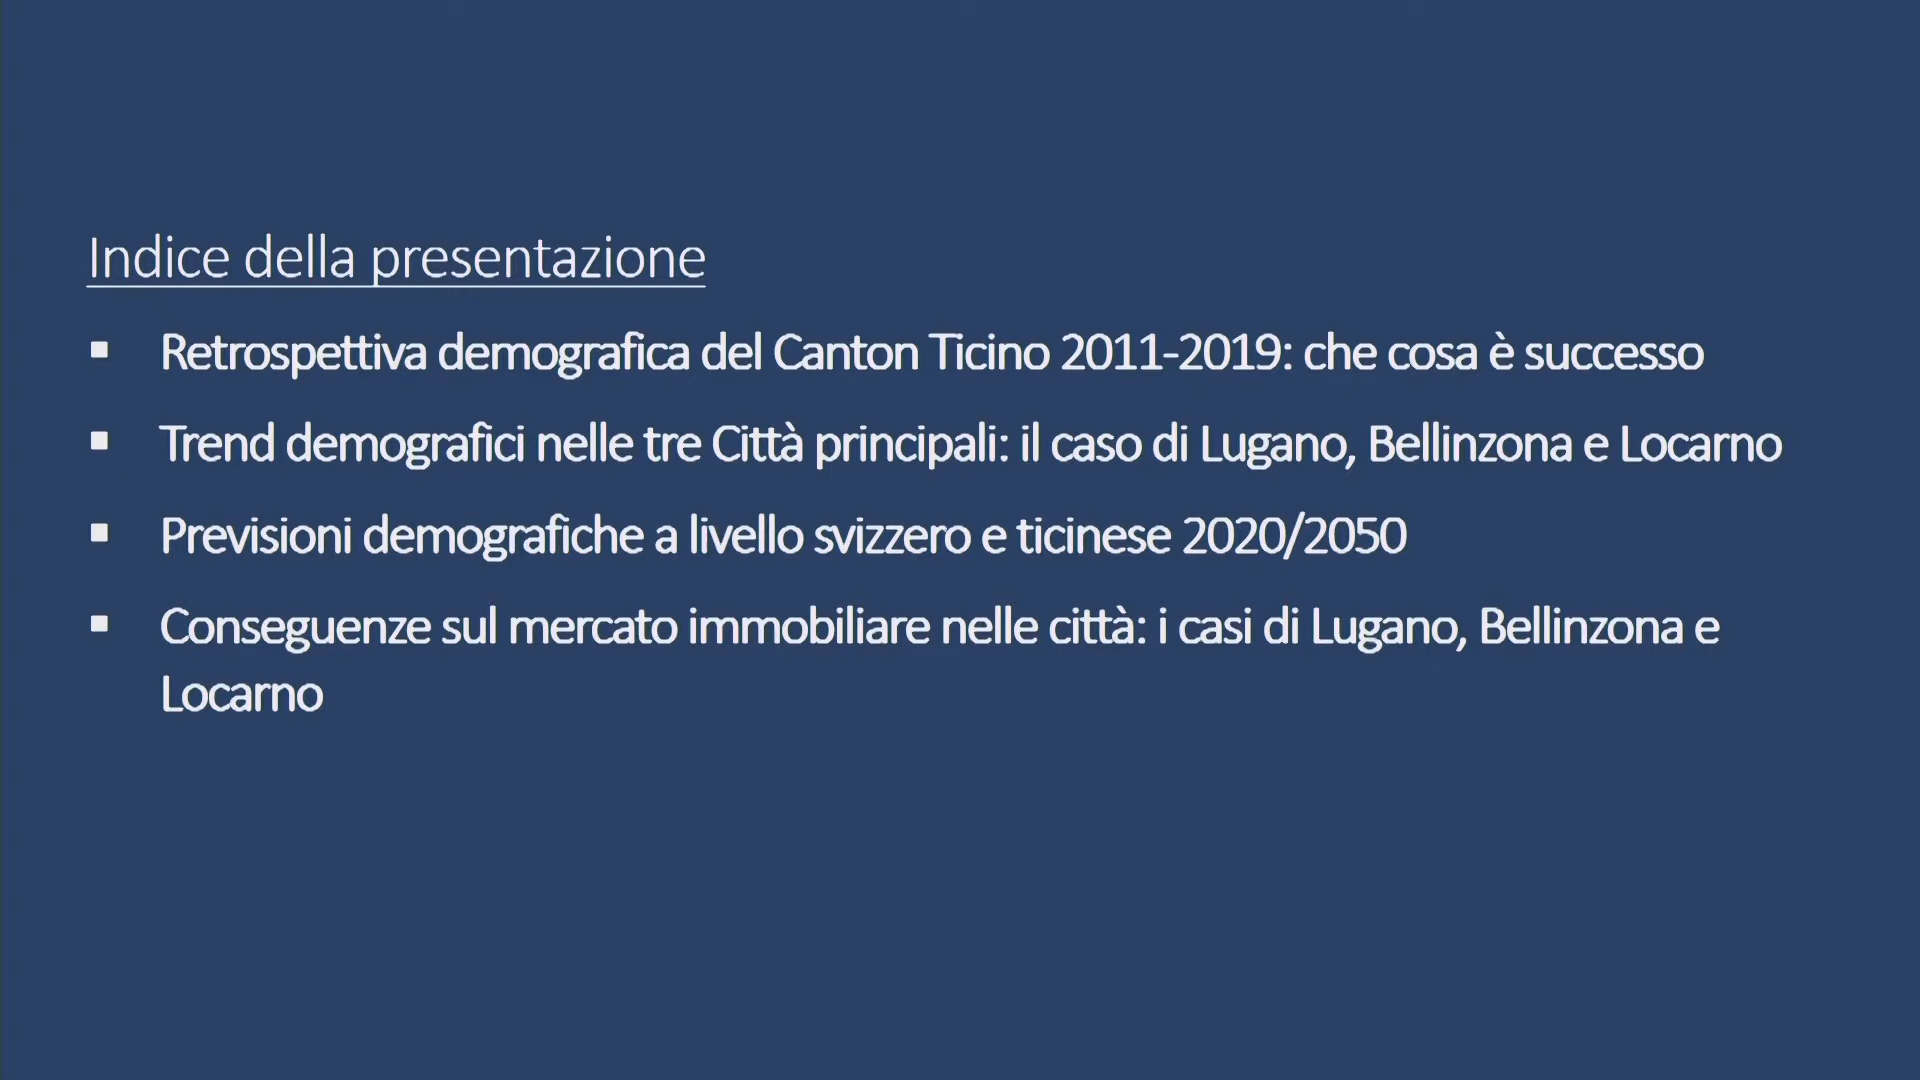 Indice della presentazione
▪ Retrospettiva demografica del Canton Ticino 2011-2019: che cosa è successo
▪ Trend demografici nelle tre Città principali: il caso di Lugano, Bellinzona e Locarno
▪ Previsioni demografiche a livello svizzero e ticinese 2020/2050
▪ Conseguenze sul mercato immobiliare nelle città: i casi di Lugano, Bellinzona e
Locarno